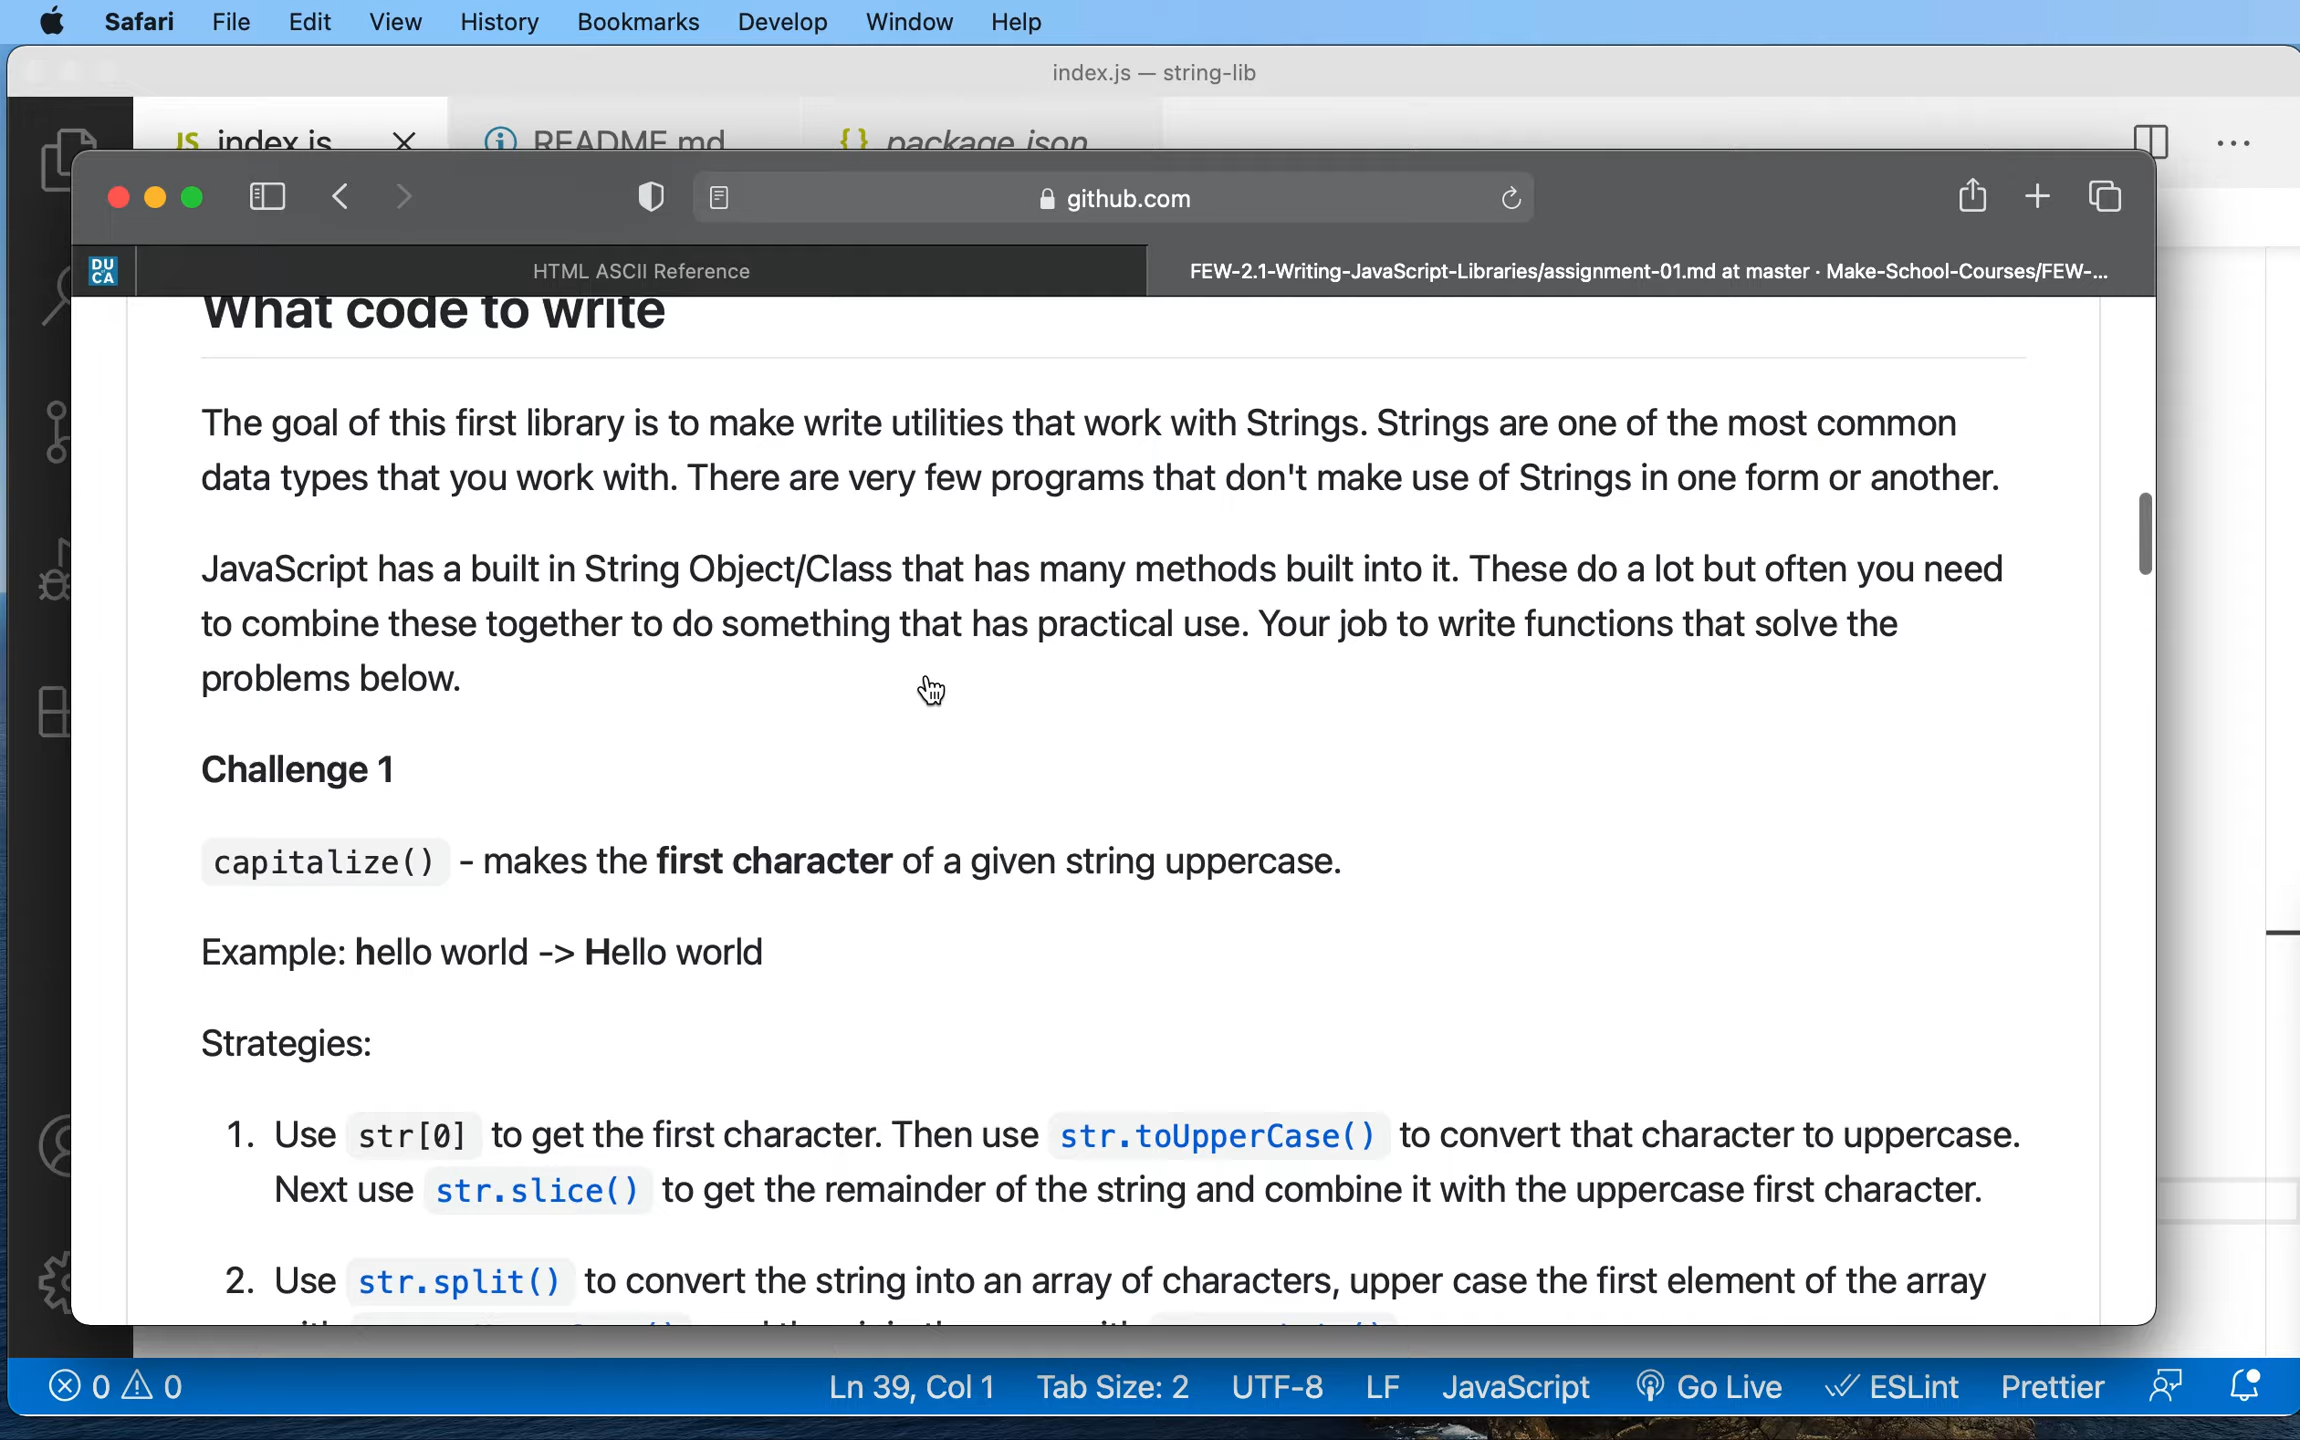 Safari File Edit View History Bookmarks Develop Window Help
index.js — string-lib
JS index.js README.md {} package.json
github.com
DU CA HTML ASCII Reference FEW-2.1-Writing-JavaScript-Libraries/assignment-01.md at master · Make-School-Courses/FEW-...
What code to write
The goal of this first library is to make write utilities that work with Strings. Strings are one of the most common
data types that you work with. There are very few programs that don't make use of Strings in one form or another.
JavaScript has a built in String Object/Class that has many methods built into it. These do a lot but often you need
to combine these together to do something that has practical use. Your job to write functions that solve the
problems below.
Challenge 1
capitalize() - makes the first character of a given string uppercase.
Example: hello world -> Hello world
Strategies:
1. Use str[0] to get the first character. Then use str.toUpperCase() to convert that character to uppercase.
Next use str.slice() to get the remainder of the string and combine it with the uppercase first character.
2. Use str.split() to convert the string into an array of characters, upper case the first element of the array
0 0 Ln 39, Col 1 Tab Size: 2 UTF-8 LF JavaScript Go Live ESLint Prettier